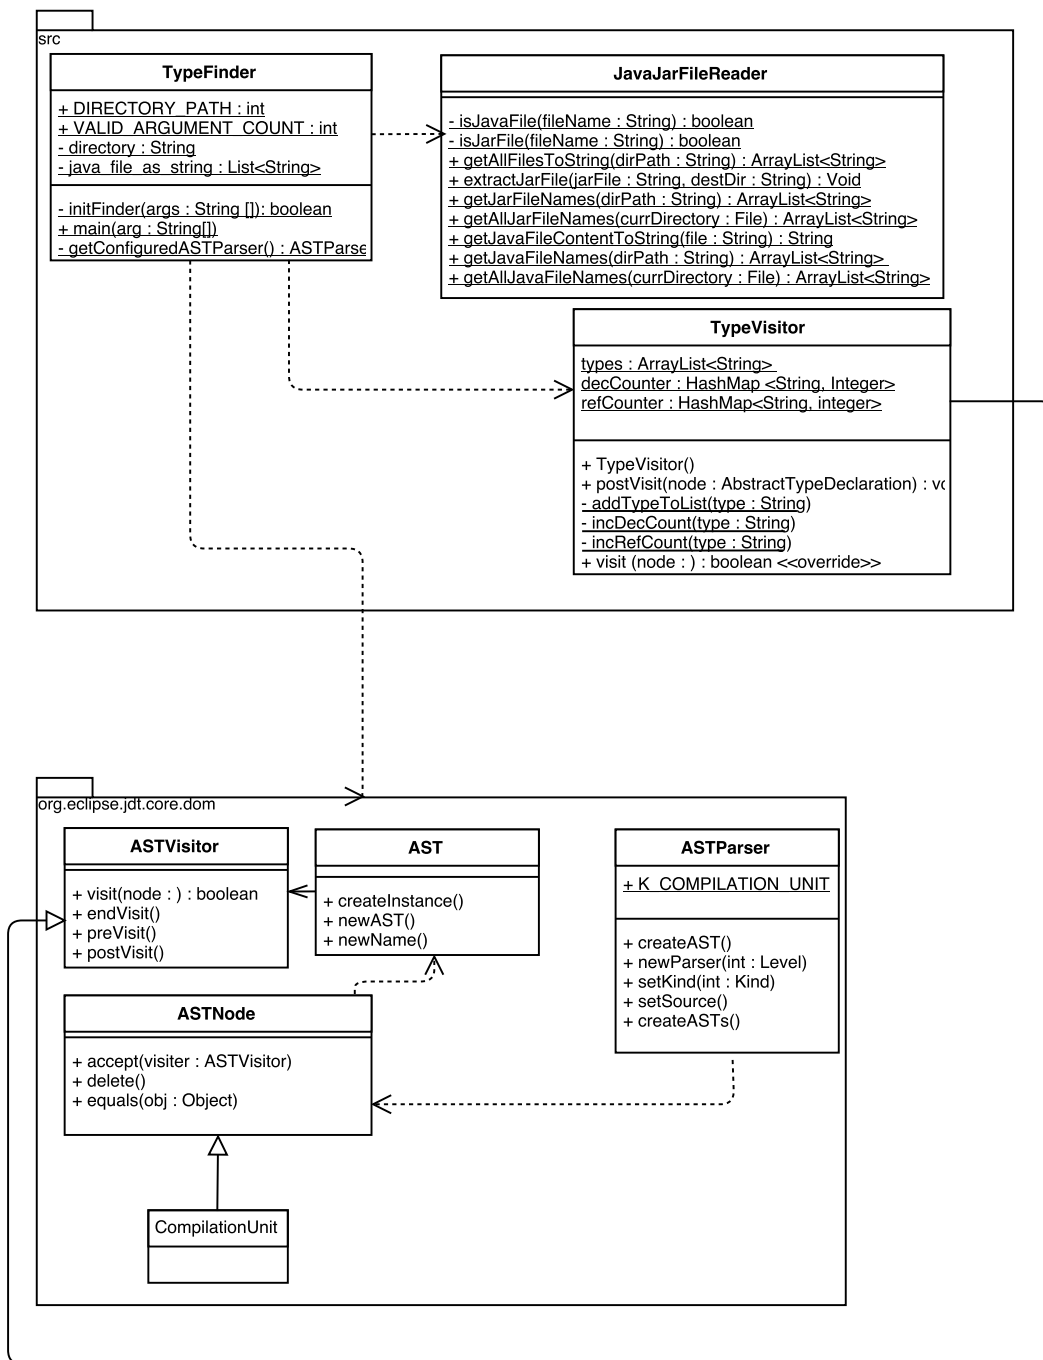 src
TypeFinder
+ DIRECTORY_PATH : int
+ VALID_ARGUMENT_COUNT : int
- directory : String
- java_file_as_string : List<String>
- initFinder(args : String []): boolean
+ main(arg : String[])
- getConfiguredASTParser() : ASTParse
JavaJarFileReader
- isJavaFile(fileName : String) : boolean
- isJarFile(fileName : String) : boolean
+ getAllFilesToString(dirPath : String) : ArrayList<String>
+ extractJarFile(jarFile : String, destDir : String) : Void
+ getJarFileNames(dirPath : String) : ArrayList<String>
+ getAllJarFileNames(currDirectory : File) : ArrayList<String>
+ getJavaFileContentToString(file : String) : String
+ getJavaFileNames(dirPath : String) : ArrayList<String>
+ getAllJavaFileNames(currDirectory : File) : ArrayList<String>
TypeVisitor
types : ArrayList<String>
decCounter : HashMap <String, Integer>
refCounter : HashMap<String, integer>
+ TypeVisitor()
+ postVisit(node : AbstractTypeDeclaration) : vo
- addTypeToList(type : String)
- incDecCount(type : String)
- incRefCount(type : String)
+ visit (node : ) : boolean <<override>>
org.eclipse.jdt.core.dom
ASTVisitor
+ visit(node : ) : boolean
+ endVisit()
+ preVisit()
+ postVisit()
AST
+ createInstance()
+ newAST()
+ newName()
ASTParser
+ K_COMPILATION_UNIT
+ createAST()
+ newParser(int : Level)
+ setKind(int : Kind)
+ setSource()
+ createASTs()
ASTNode
+ accept(visiter : ASTVisitor)
+ delete()
+ equals(obj : Object)
CompilationUnit